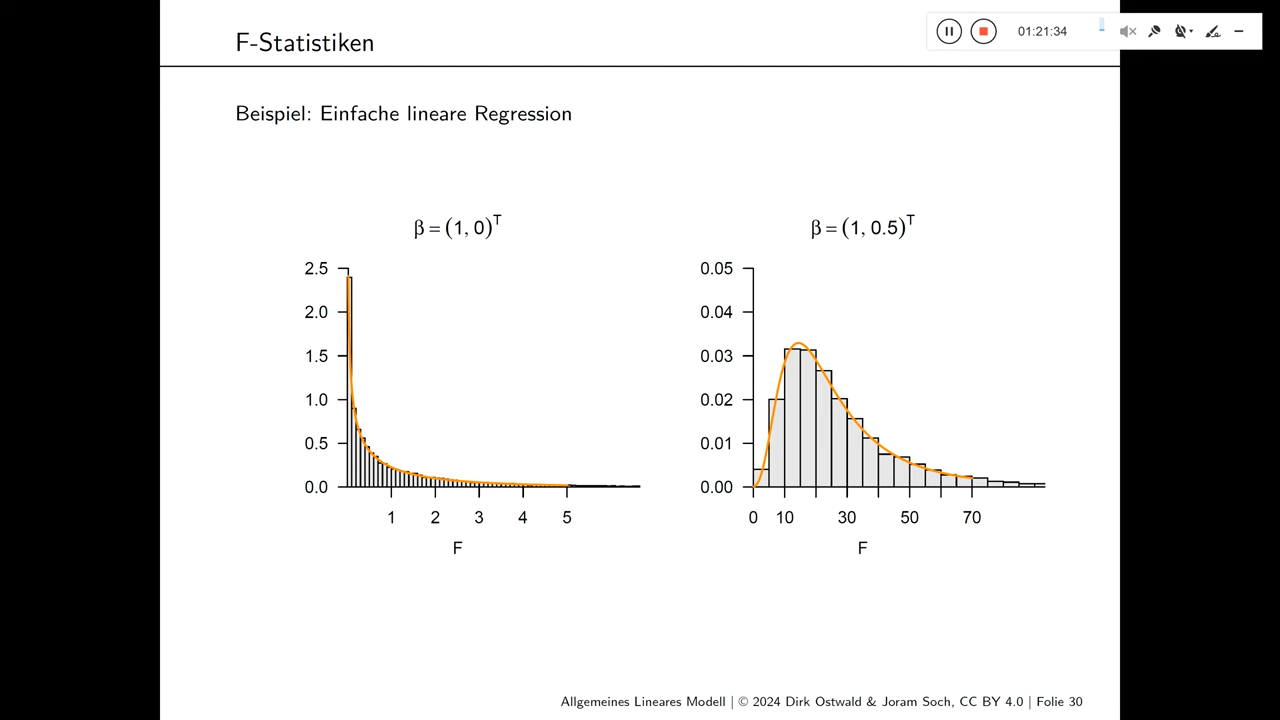 F-Statistiken
01:21:34
Beispiel: Einfache lineare Regression
β = (1, 0)ᵀ
2.5
2.0
1.5
1.0
0.5
0.0
1 2 3 4 5
F
β = (1, 0.5)ᵀ
0.05
0.04
0.03
0.02
0.01
0.00
0 10 30 50 70
F
Allgemeines Lineares Modell | © 2024 Dirk Ostwald & Joram Soch, CC BY 4.0 | Folie 30